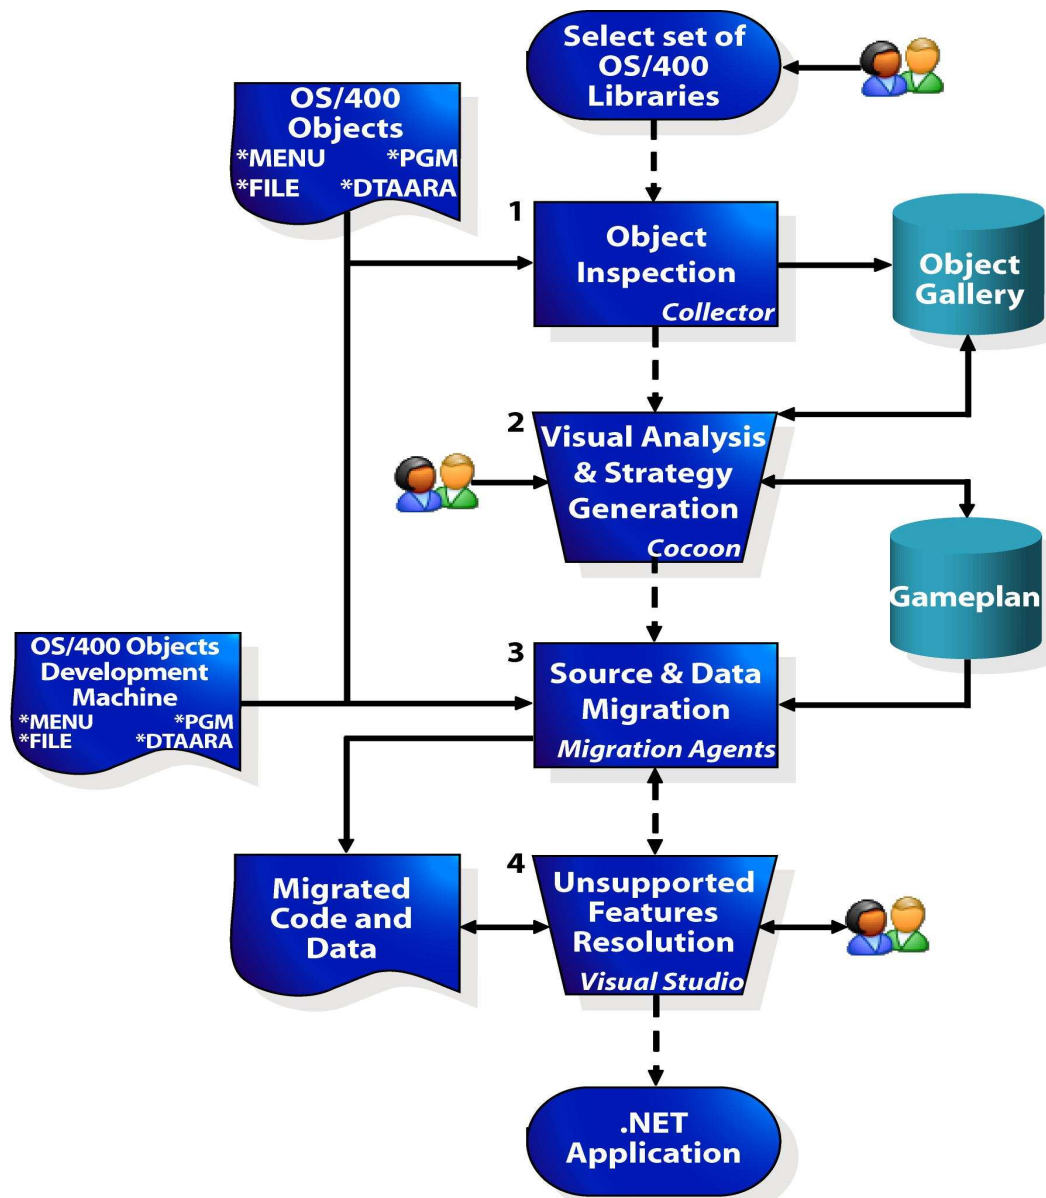 Select set of
OS/400
Libraries
OS/400
Objects
*MENU *PGM
*FILE *DTAARA
1
Object
Inspection
Collector
Object
Gallery
2
Visual Analysis
& Strategy
Generation
Cocoon
Gameplan
OS/400 Objects
Development
Machine
*MENU *PGM
*FILE *DTAARA
3
Source & Data
Migration
Migration Agents
Migrated
Code and
Data
4
Unsupported
Features
Resolution
Visual Studio
.NET
Application